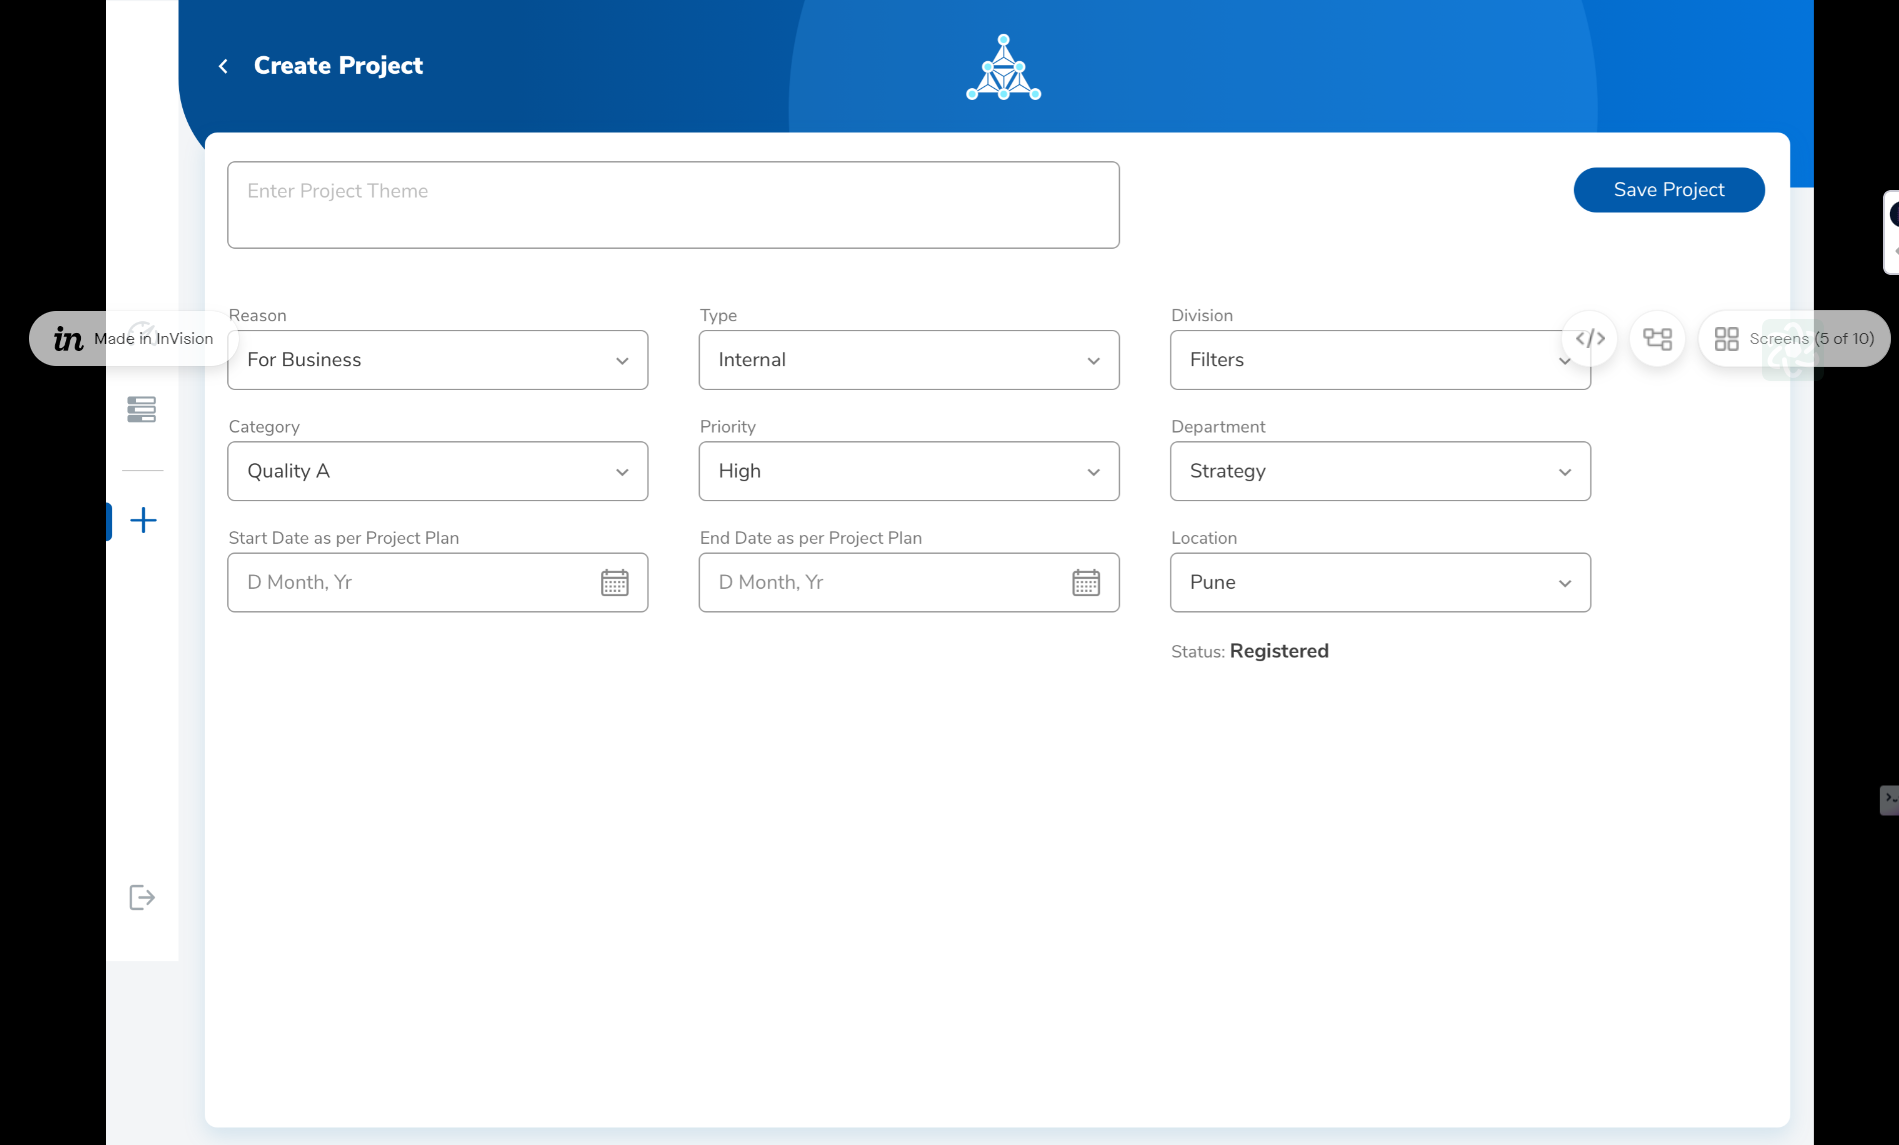 Create Project
Enter Project Theme
Save Project
Reason
Type
Division
in Made in InVision
Screens (5 of 10)
For Business
Internal
Filters
Category
Priority
Department
Quality A
High
Strategy
Start Date as per Project Plan
End Date as per Project Plan
Location
D Month, Yr
D Month, Yr
Pune
Status: Registered